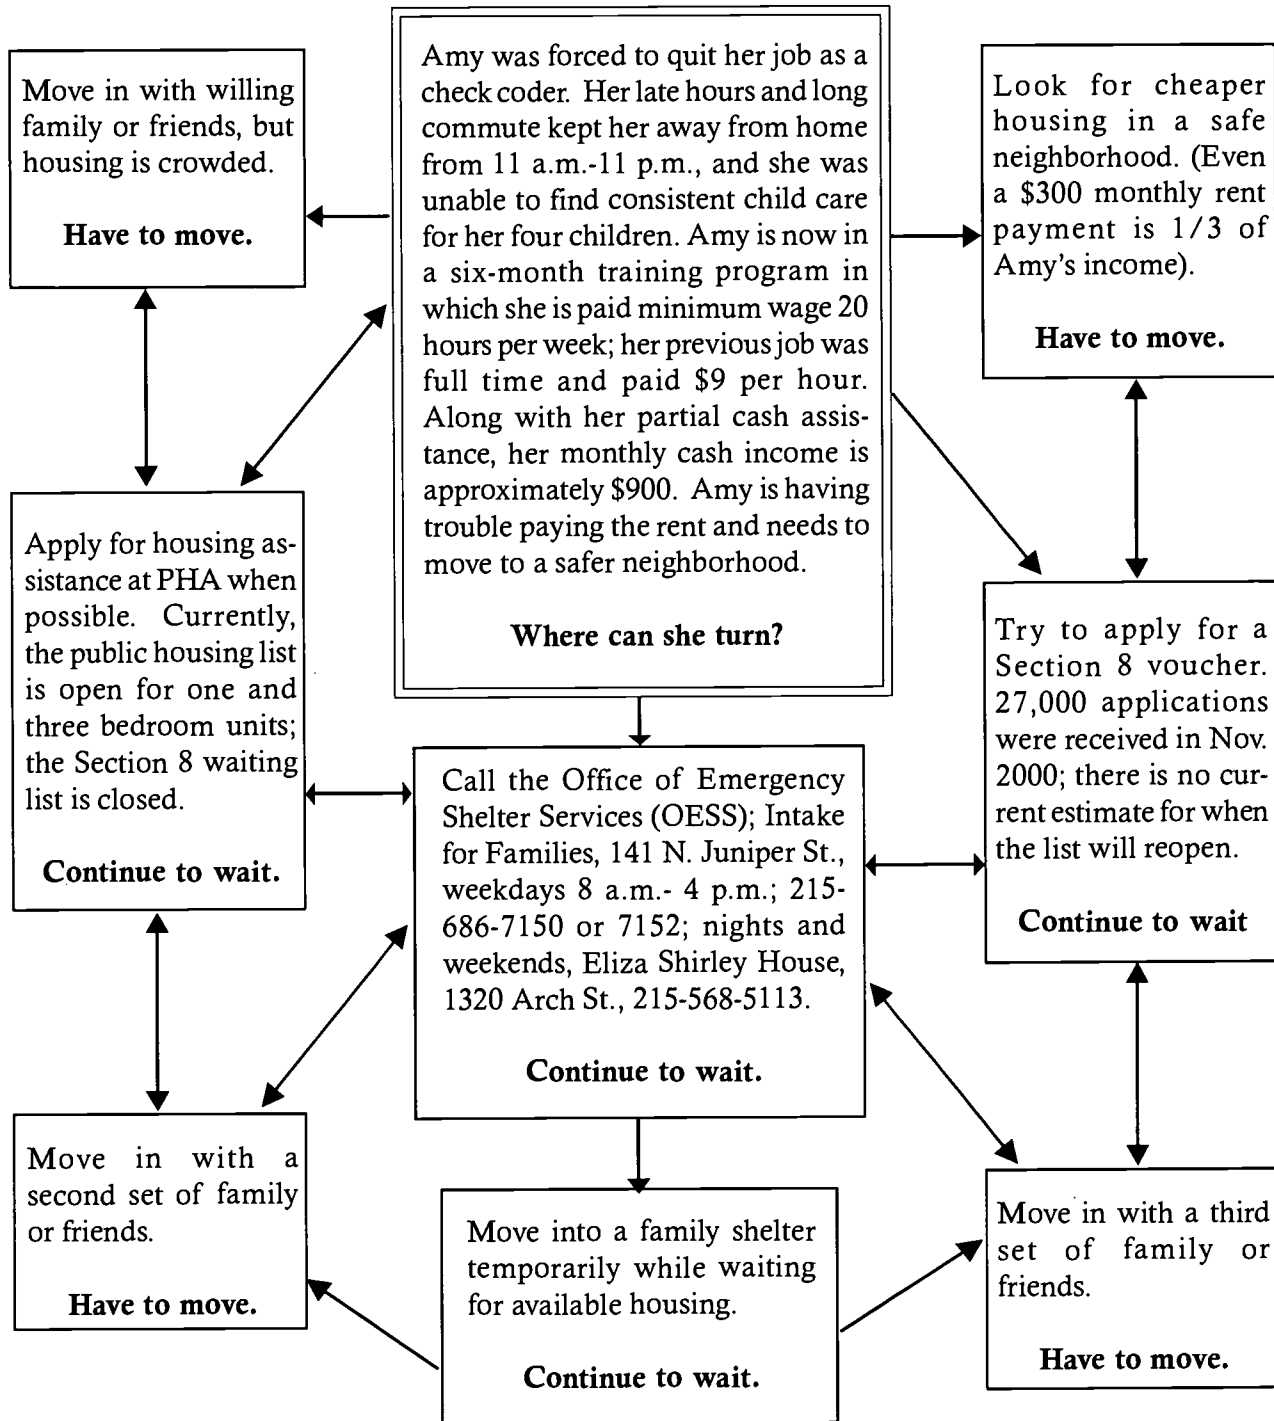 Move in with willing
family or friends, but
housing is crowded.
Have to move.
Amy was forced to quit her job as a
check coder. Her late hours and long
commute kept her away from home
from 11 a.m.-11 p.m., and she was
unable to find consistent child care
for her four children. Amy is now in
a six-month training program in
which she is paid minimum wage 20
hours per week; her previous job was
full time and paid $9 per hour.
Along with her partial cash assis-
tance, her monthly cash income is
approximately $900. Amy is having
trouble paying the rent and needs to
move to a safer neighborhood.
Where can she turn?
Look for cheaper
housing in a safe
neighborhood. (Even
a $300 monthly rent
payment is 1/3 of
Amy's income).
Have to move.
Apply for housing as-
sistance at PHA when
possible. Currently,
the public housing list
is open for one and
three bedroom units;
the Section 8 waiting
list is closed.
Continue to wait.
Call the Office of Emergency
Shelter Services (OESS); Intake
for Families, 141 N. Juniper St.,
weekdays 8 a.m.- 4 p.m.; 215-
686-7150 or 7152; nights and
weekends, Eliza Shirley House,
1320 Arch St., 215-568-5113.
Continue to wait.
Try to apply for a
Section 8 voucher.
27,000 applications
were received in Nov.
2000; there is no cur-
rent estimate for when
the list will reopen.
Continue to wait
Move in with a
second set of family
or friends.
Have to move.
Move into a family shelter
temporarily while waiting
for available housing.
Continue to wait.
Move in with a third
set of family or
friends.
Have to move.